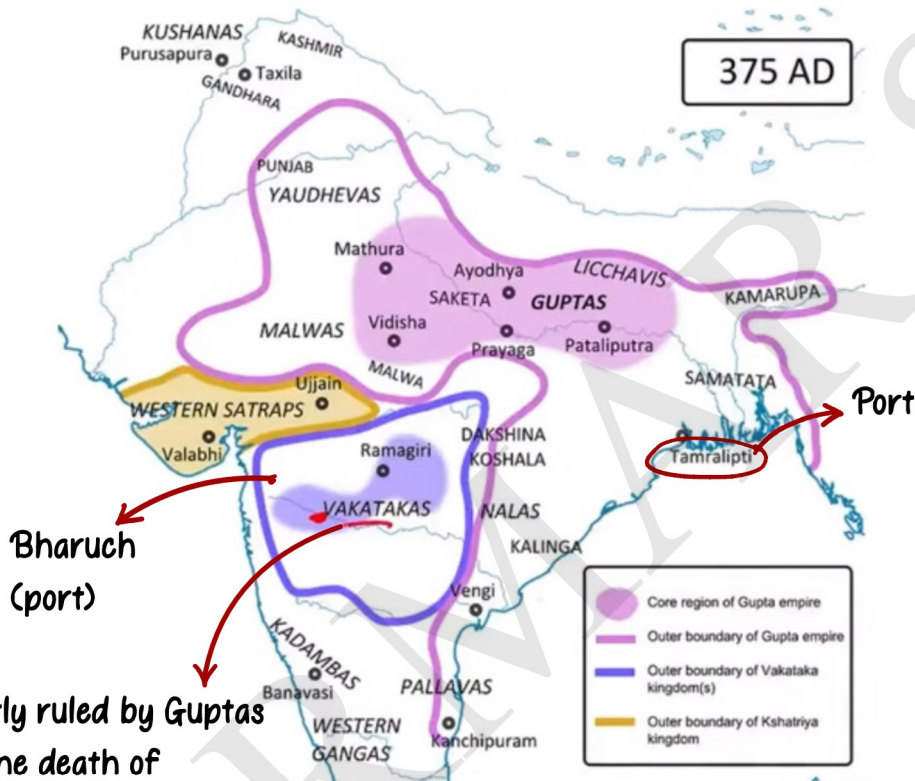 KUSHANAS
KASHMIR
Purusapura
Taxila
GANDHARA
375 AD
PUNJAB
YAUDHEVAS
Mathura
Ayodhya
LICCHAVIS
SAKETA
GUPTAS
KAMARUPA
MALWAS
Vidisha
Prayaga
Pataliputra
MALWA
SAMATATA
Ujjain
WESTERN SATRAPS
Valabhi
Port
Tamralipti
DAKSHINA
KOSHALA
Ramagiri
VAKATAKAS
NALAS
Bharuch
(port)
KALINGA
Vengi
Core region of Gupta empire
Outer boundary of Gupta empire
Outer boundary of Vakataka
kingdom(s)
Outer boundary of Kshatriya
kingdom
KADAMBAS
Banavasi
PALLAVAS
ruled by Guptas
death of
WESTERN
GANGAS
Kanchipuram